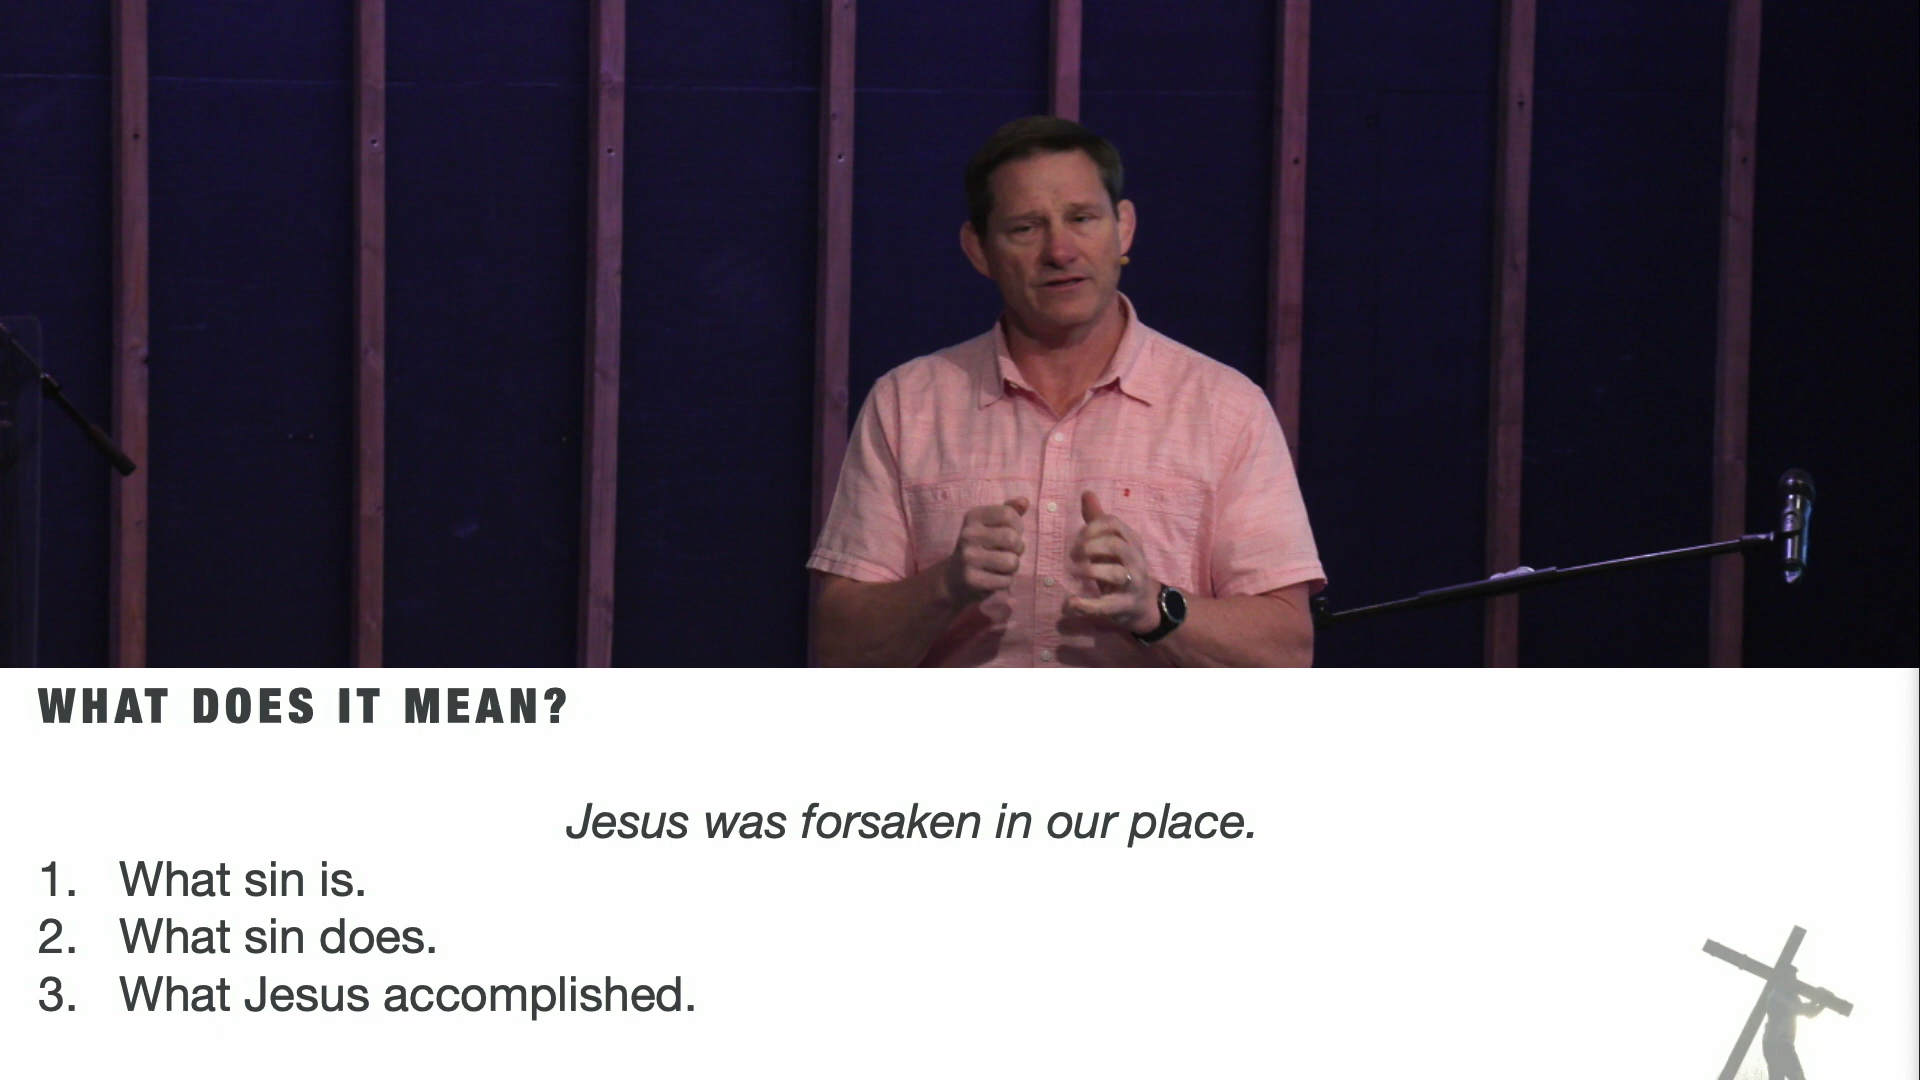 WHAT DOES IT MEAN?
Jesus was forsaken in our place.
1. What sin is.
2. What sin does.
3. What Jesus accomplished.